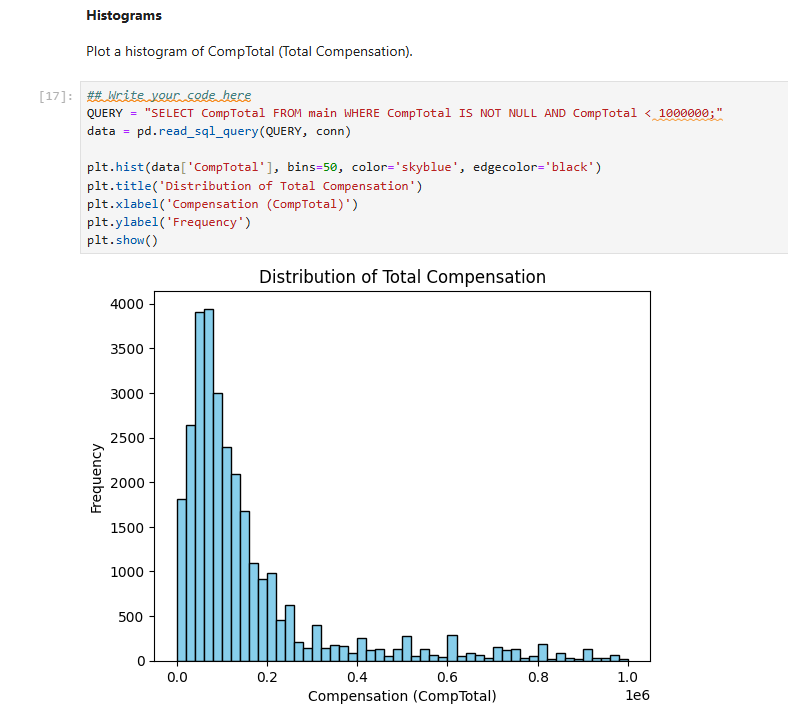 Histograms
Plot a histogram of CompTotal (Total Compensation).
[17]:
## Write your code here
QUERY = "SELECT CompTotal FROM main WHERE CompTotal IS NOT NULL AND CompTotal < 1000000;"
data = pd.read_sql_query(QUERY, conn)
plt.hist(data['CompTotal'], bins=50, color='skyblue', edgecolor='black')
plt.title('Distribution of Total Compensation')
plt.xlabel('Compensation (CompTotal)')
plt.ylabel('Frequency')
plt.show()
Distribution of Total Compensation
4000
3500
3000
2500
2000
1500
1000
500
0
Frequency
0.0 0.2 0.4 0.6 0.8 1.0
1e6
Compensation (CompTotal)